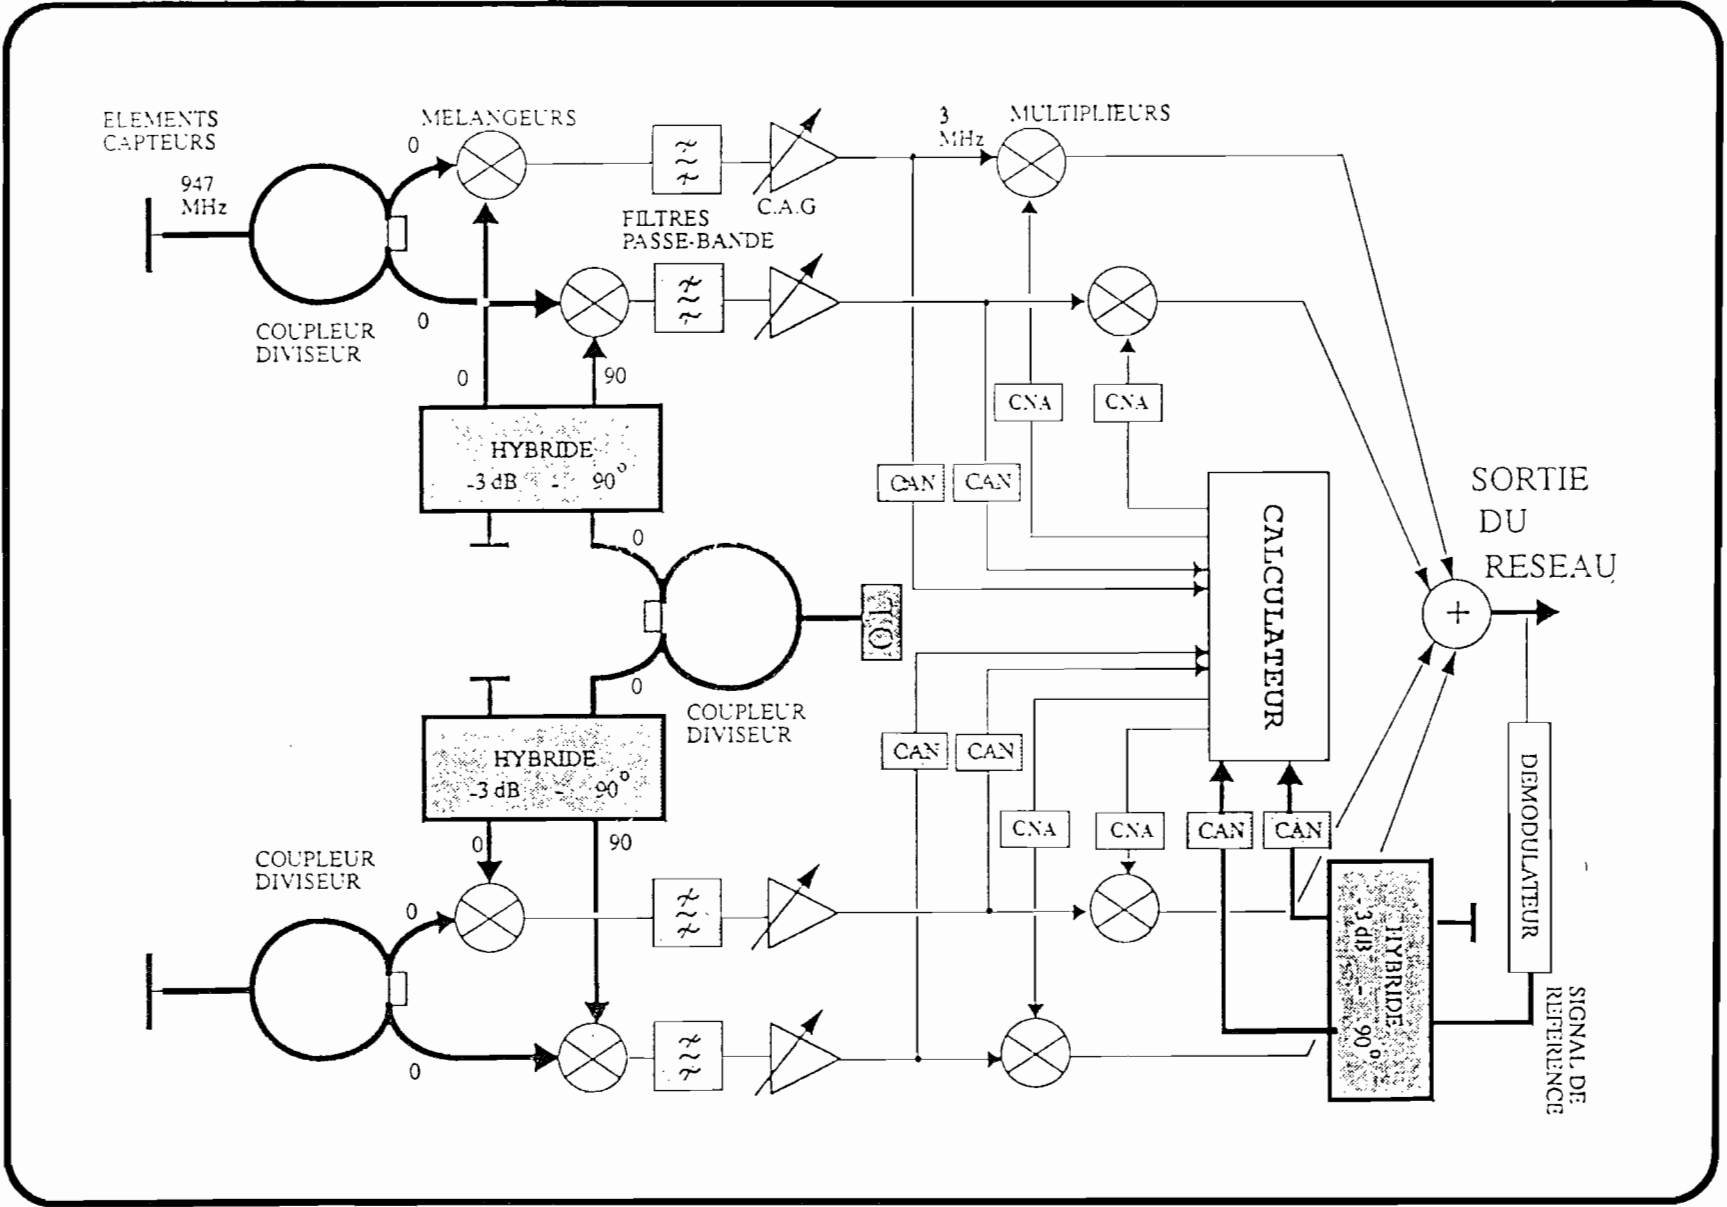 ELEMENTS
CAPTEURS
947
MHz
0
MELANGEURS
3
MHz
MULTIPLIEURS
C.A.G
FILTRES
PASSE-BANDE
0
COUPLEUR
DIVISEUR
0
90
HYBRIDE
-3 dB - 90°
CNA
CNA
CAN
CAN
CALCULATEUR
SORTIE
DU
RESEAU
+
0
OL
0
COUPLEUR
DIVISEUR
HYBRIDE
-3 dB - 90°
0
90
CAN
CAN
CNA
CNA
CAN
CAN
COUPLEUR
DIVISEUR
0
0
HYBRIDE
-3 dB - 90°
DEMODULATEUR
SIGNAL DE
REFERENCE